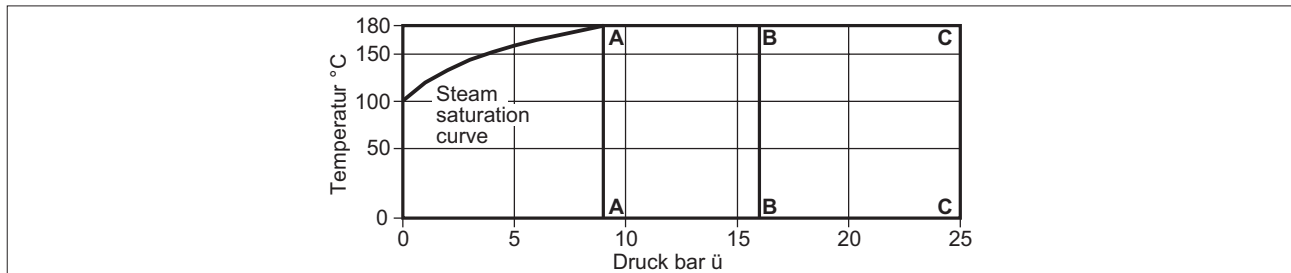 180
150
100
50
0
Temperatur °C
Steam
saturation
curve
A
B
C
A
B
C
0
5
10
15
20
25
Druck bar ü